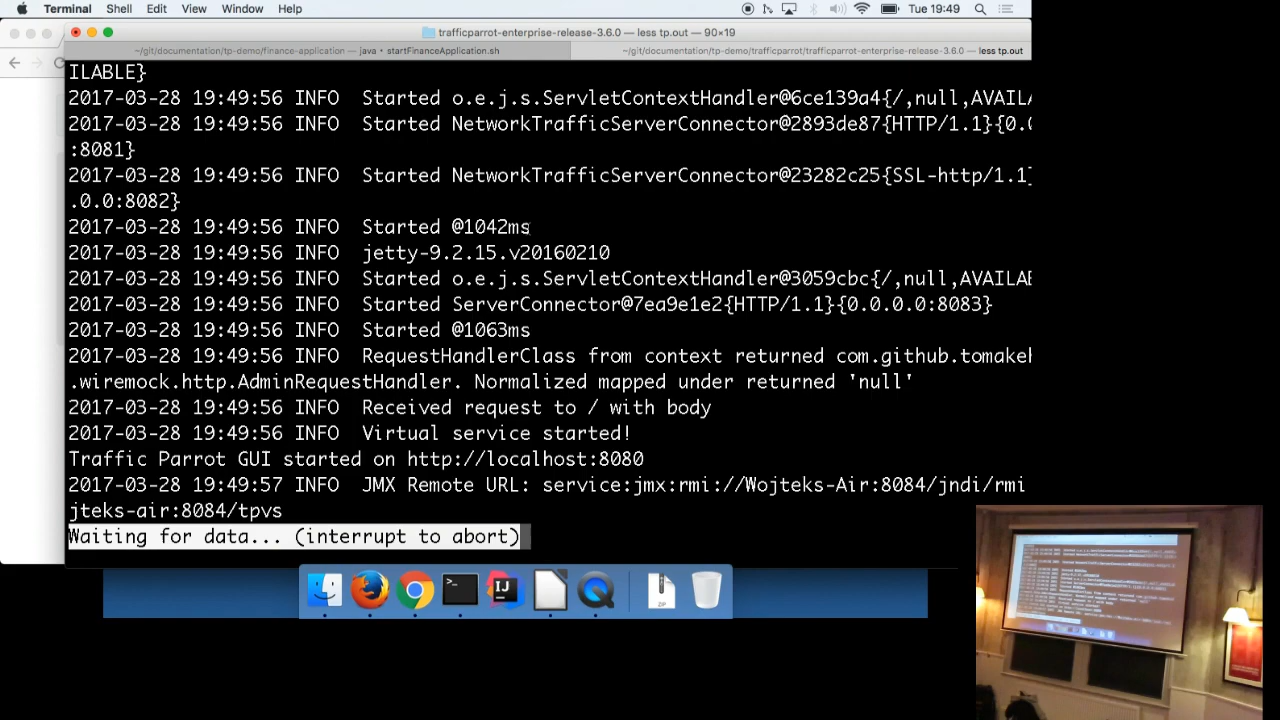 Terminal Shell Edit View Window Help Tue 19:49
trafficparrot-enterprise-release-3.6.0 — less tp.out — 90×19
~/git/documentation/tp-demo/finance-application — java • startFinanceApplication.sh
~/git/documentation/tp-demo/trafficparrot/trafficparrot-enterprise-release-3.6.0 — less tp.out
ILABLE}
2017-03-28 19:49:56 INFO Started o.e.j.s.ServletContextHandler@6ce139a4{/,null,AVAILA
2017-03-28 19:49:56 INFO Started NetworkTrafficServerConnector@2893de87{HTTP/1.1}{0.0
:8081}
2017-03-28 19:49:56 INFO Started NetworkTrafficServerConnector@23282c25{SSL-http/1.1}
.0.0:8082}
2017-03-28 19:49:56 INFO Started @1042ms
2017-03-28 19:49:56 INFO jetty-9.2.15.v20160210
2017-03-28 19:49:56 INFO Started o.e.j.s.ServletContextHandler@3059cbc{/,null,AVAILAB
2017-03-28 19:49:56 INFO Started ServerConnector@7ea9e1e2{HTTP/1.1}{0.0.0.0:8083}
2017-03-28 19:49:56 INFO Started @1063ms
2017-03-28 19:49:56 INFO RequestHandlerClass from context returned com.github.tomakeh
.wiremock.http.AdminRequestHandler. Normalized mapped under returned 'null'
2017-03-28 19:49:56 INFO Received request to / with body
2017-03-28 19:49:56 INFO Virtual service started!
Traffic Parrot GUI started on http://localhost:8080
2017-03-28 19:49:57 INFO JMX Remote URL: service:jmx:rmi://Wojteks-Air:8084/jndi/rmi
jteks-air:8084/tpvs
Waiting for data... (interrupt to abort)
>_
IJ
ZIP